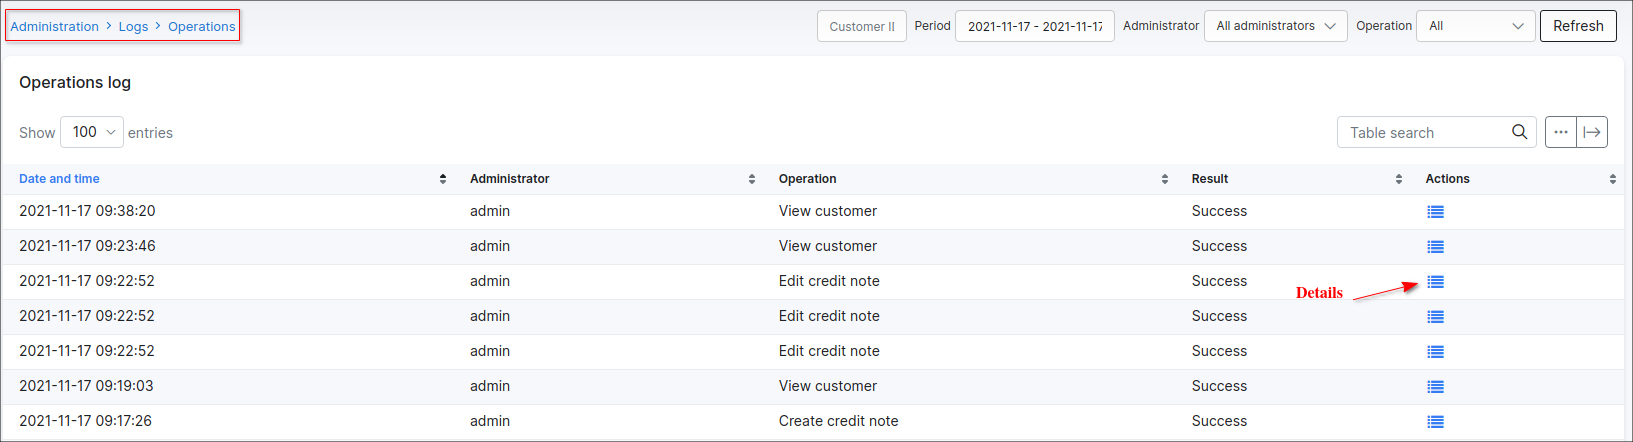 Administration > Logs > Operations
Customer II Period 2021-11-17 - 2021-11-17 Administrator All administrators Operation All Refresh
Operations log
Show 100 entries Table search
Date and time Administrator Operation Result Actions
2021-11-17 09:38:20 admin View customer Success
2021-11-17 09:23:46 admin View customer Success
2021-11-17 09:22:52 admin Edit credit note Success
Details
2021-11-17 09:22:52 admin Edit credit note Success
2021-11-17 09:22:52 admin Edit credit note Success
2021-11-17 09:19:03 admin View customer Success
2021-11-17 09:17:26 admin Create credit note Success